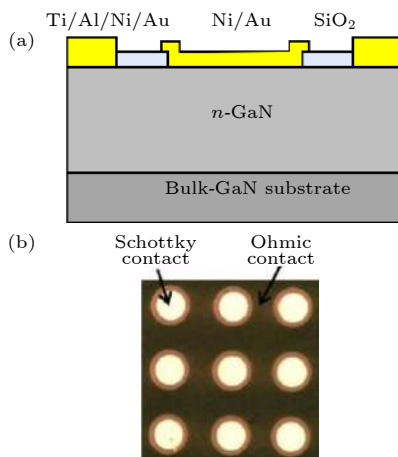 Ti/Al/Ni/Au Ni/Au SiO₂
(a)
n-GaN
Bulk-GaN substrate
(b)
Schottky contact
Ohmic contact